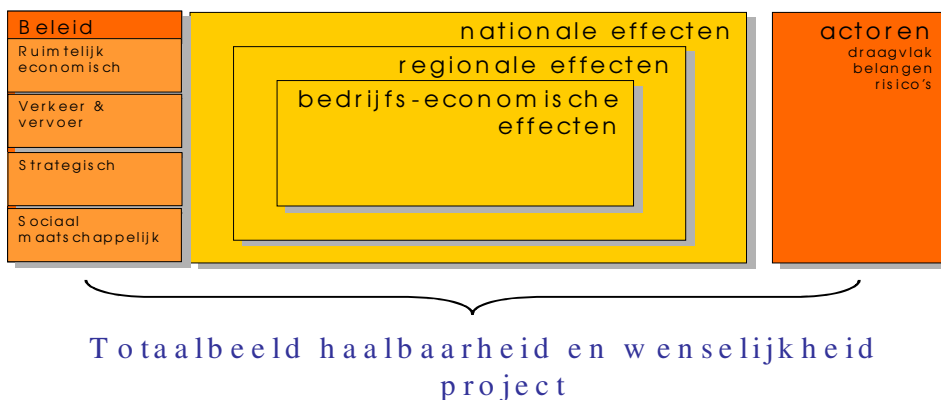 Beleid
Ruimtelijk
economisch
Verkeer &
vervoer
Strategisch
Sociaal
maatschappelijk
nationale effecten
regionale effecten
bedrijfs-economische
effecten
actoren
draagvlak
belangen
risico's
Totaalbeeld haalbaarheid en wenselijkheid
project